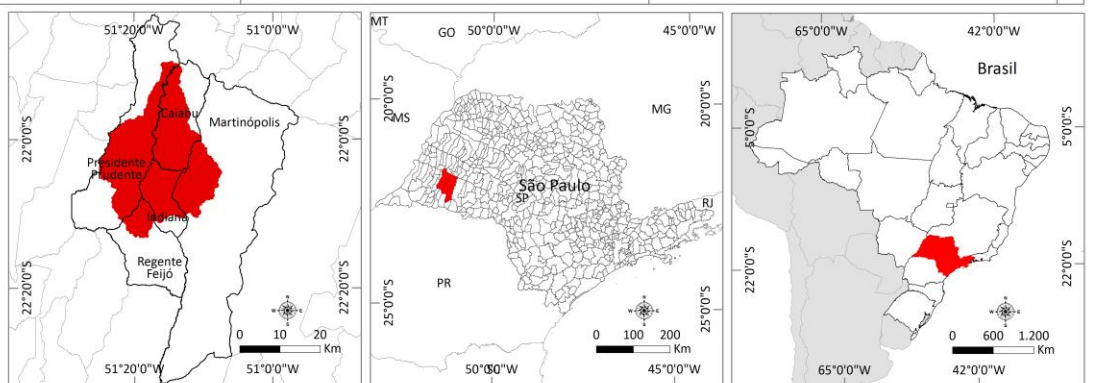 51°20'0"W 51°0'0"W
Caiabu
Martinópolis
22°0'0"S
22°0'0"S
Presidente
Prudente
Indiana
Regente
Feijó
22°20'0"S
22°20'0"S
N
W E
S
0 10 20
Km
51°20'0"W 51°0'0"W
MT
GO
50°0'0"W 45°0'0"W
20°0'0"S
20°0'0"S
MS
MG
São Paulo
SP
RJ
PR
25°0'0"S
25°0'0"S
N
W E
S
0 100 200
Km
SC
50°0'0"W 45°0'0"W
65°0'0"W 42°0'0"W
Brasil
5°0'0"S
5°0'0"S
22°0'0"S
22°0'0"S
N
W E
S
0 600 1.200
Km
65°0'0"W 42°0'0"W